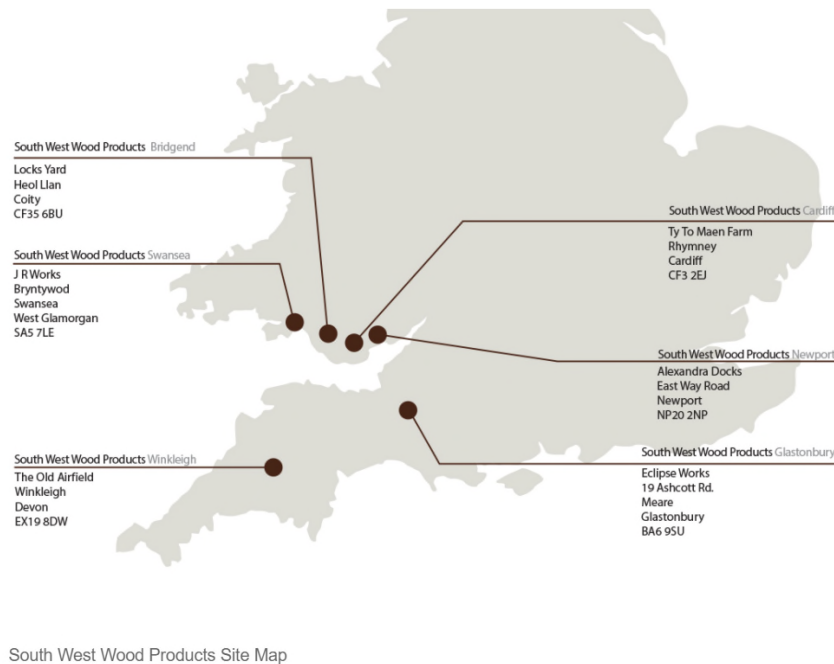 South West Wood Products Bridgend
Locks Yard
Heol Llan
Coity
CF35 6BU
South West Wood Products Swansea
J R Works
Bryntywod
Swansea
West Glamorgan
SA5 7LE
South West Wood Products Winkleigh
The Old Airfield
Winkleigh
Devon
EX19 8DW
South West Wood Products Cardiff
Ty To Maen Farm
Rhymney
Cardiff
CF3 2EJ
South West Wood Products Newport
Alexandra Docks
East Way Road
Newport
NP20 2NP
South West Wood Products Glastonbury
Eclipse Works
19 Ashcott Rd.
Meare
Glastonbury
BA6 9SU
South West Wood Products Site Map